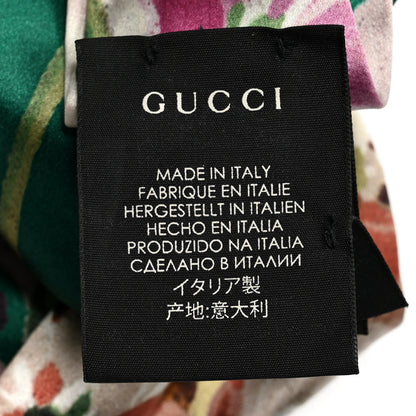 GUCCI
MADE IN ITALY
FABRIQUE EN ITALIE
HERGESTELLT IN ITALIEN
HECHO EN ITALIA
PRODUZIDO NA ITALIA
СДЕЛАНО В ИТАЛИИ
イタリア製
产地:意大利